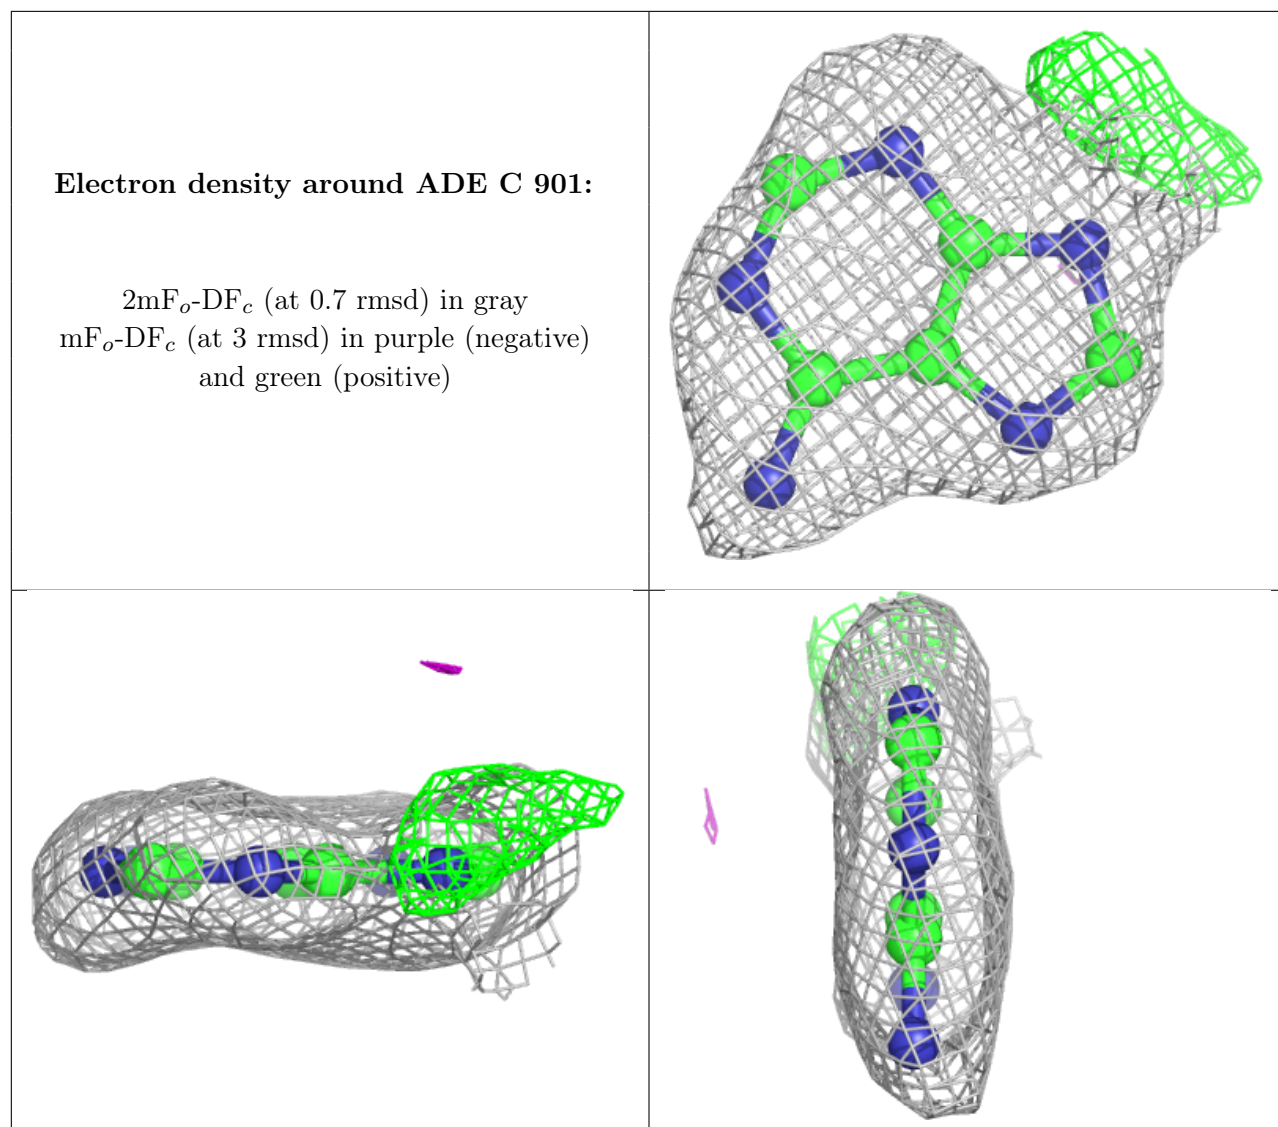 Electron density around ADE C 901:
2mFo-DFc (at 0.7 rmsd) in gray
mFo-DFc (at 3 rmsd) in purple (negative)
and green (positive)